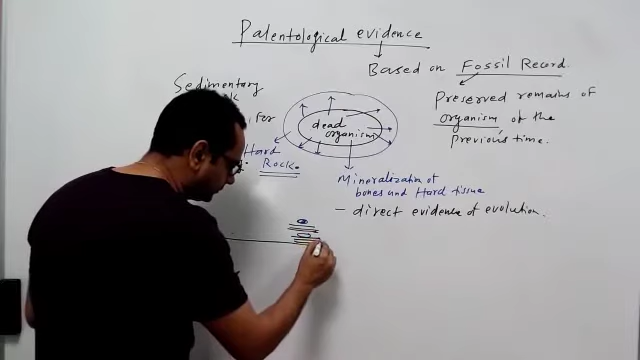 Palentological evidence
Based on Fossil Record.
Sedimentary
Preserved remains of
organism of the
previous time.
For
dead
organism
Hard
Rock.
Mineralization of
bones and Hard tissue
– direct evidence of evolution.